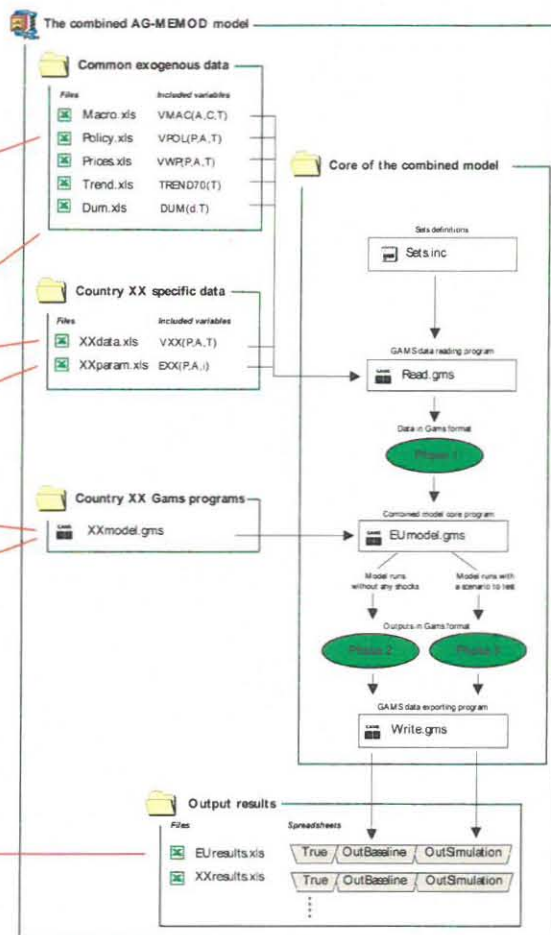 The combined AG-MEMOD model
Common exogenous data
Files Included variables
Macro.xls VMAC(A,C,T)
Policy.xls VPOL(P,A,T)
Prices.xls VWP(P,A,T)
Trend.xls TREND70(T)
Dum.xls DUM(d,T)
Country XX specific data
Files Included variables
XXdata.xls VXX(P,A,T)
XXparam.xls EXX(P,A,i)
Country XX Gams programs
XXmodel.gms
Core of the combined model
Sets definitions
Sets.inc
GAMS data reading program
Read.gms
Data in Gams format
Phase 1
Combined model core program
EUmodel.gms
Model runs
without any shocks
Model runs with
a scenario to test
Outputs in Gams format
Phase 2 Phase 3
GAMS data exporting program
Write.gms
Output results
Files Spreadsheets
EUresults.xls True OutBaseline OutSimulation
XXresults.xls True OutBaseline OutSimulation